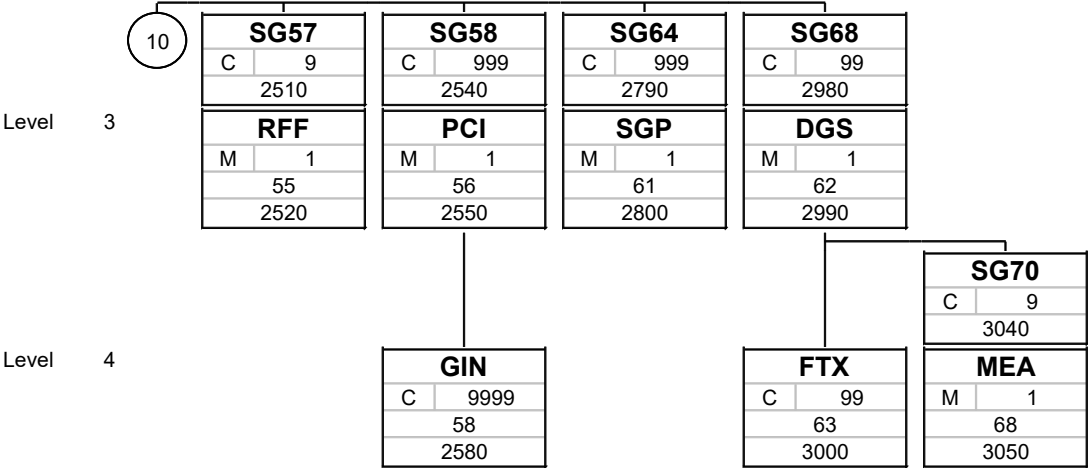 10
SG57
C 9
2510
SG58
C 999
2540
SG64
C 999
2790
SG68
C 99
2980
Level 3
RFF
M 1
55
2520
PCI
M 1
56
2550
SGP
M 1
61
2800
DGS
M 1
62
2990
SG70
C 9
3040
Level 4
GIN
C 9999
58
2580
FTX
C 99
63
3000
MEA
M 1
68
3050